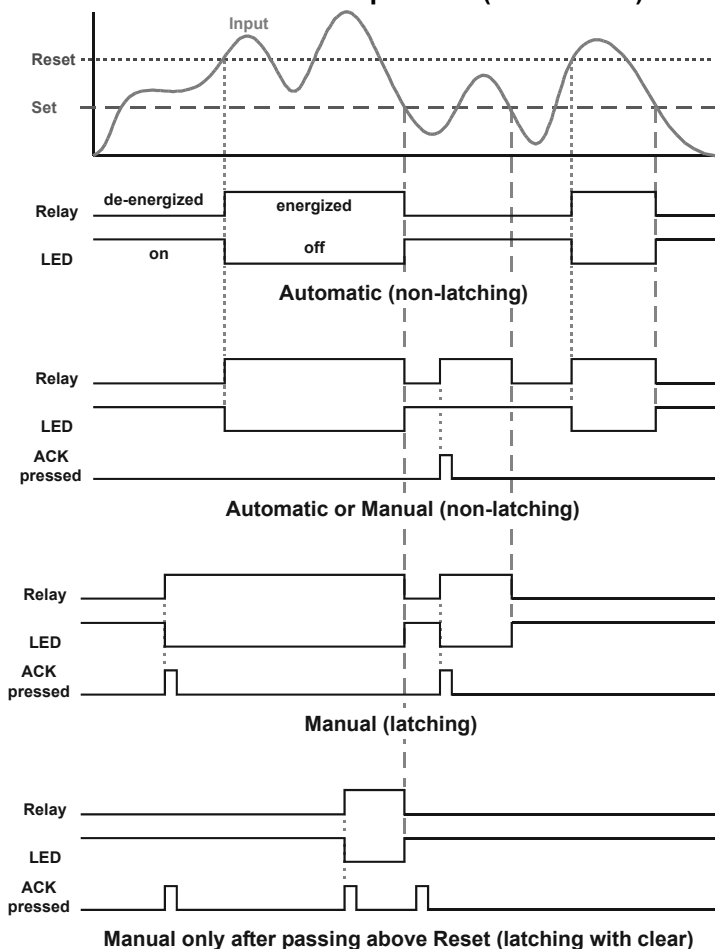 Input
Reset
Set
de-energized
energized
Relay
on
off
LED
Automatic (non-latching)
Relay
LED
ACK
pressed
Automatic or Manual (non-latching)
Relay
LED
ACK
pressed
Manual (latching)
Relay
LED
ACK
pressed
Manual only after passing above Reset (latching with clear)